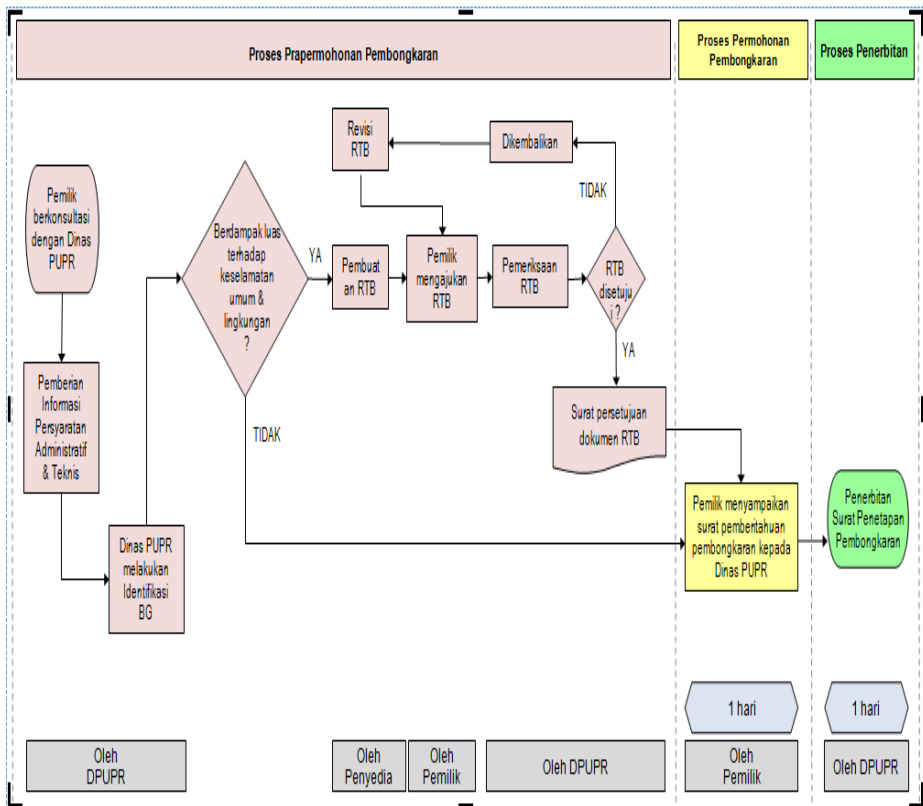 Proses Prapermohonan Pembongkaran
Proses Permohonan
Pembongkaran
Proses Penerbitan
Pemilik
berkonsultasi
dengan Dinas
PUPR
Pemberian
Informasi
Persyaratan
Administratif
& Teknis
Dinas PUPR
melakukan
Identifikasi
BG
Berdampak luas
terhadap
keselamatan
umum &
lingkungan
?
YA
TIDAK
Pembuat
an RTB
Revisi
RTB
Pemilik
mengajukan
RTB
Pemeriksaan
RTB
Dikembalikan
TIDAK
RTB
disetuju
i ?
YA
Surat persetujuan
dokumen RTB
Pemilik menyampaikan
surat pemberitahuan
pembongkaran kepada
Dinas PUPR
Penerbitan
Surat Penetapan
Pembongkaran
1 hari
1 hari
Oleh
DPUPR
Oleh
Penyedia
Oleh
Pemilik
Oleh DPUPR
Oleh
Pemilik
Oleh DPUPR